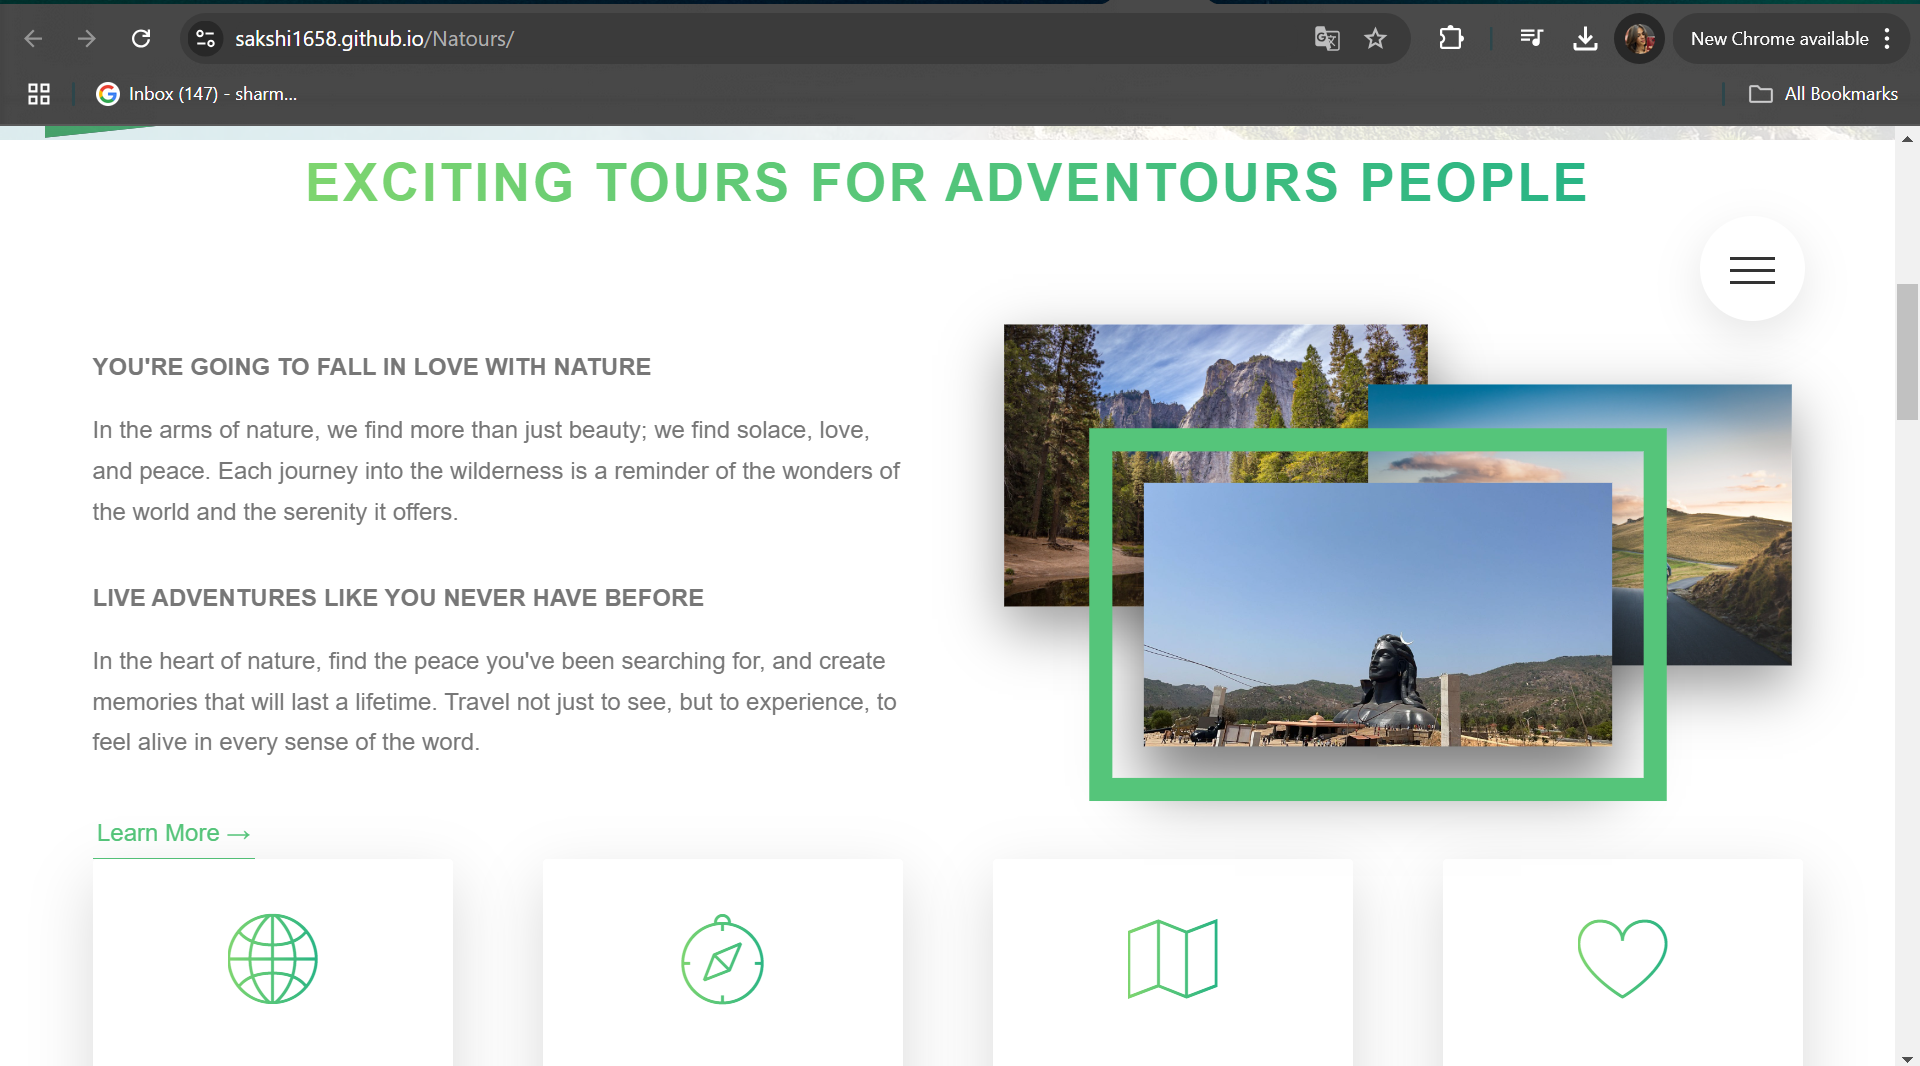 sakshi1658.github.io/Natours/
New Chrome available
Inbox (147) - sharm...
All Bookmarks
EXCITING TOURS FOR ADVENTOURS PEOPLE
YOU'RE GOING TO FALL IN LOVE WITH NATURE
In the arms of nature, we find more than just beauty; we find solace, love,
and peace. Each journey into the wilderness is a reminder of the wonders of
the world and the serenity it offers.
LIVE ADVENTURES LIKE YOU NEVER HAVE BEFORE
In the heart of nature, find the peace you've been searching for, and create
memories that will last a lifetime. Travel not just to see, but to experience, to
feel alive in every sense of the word.
Learn More →